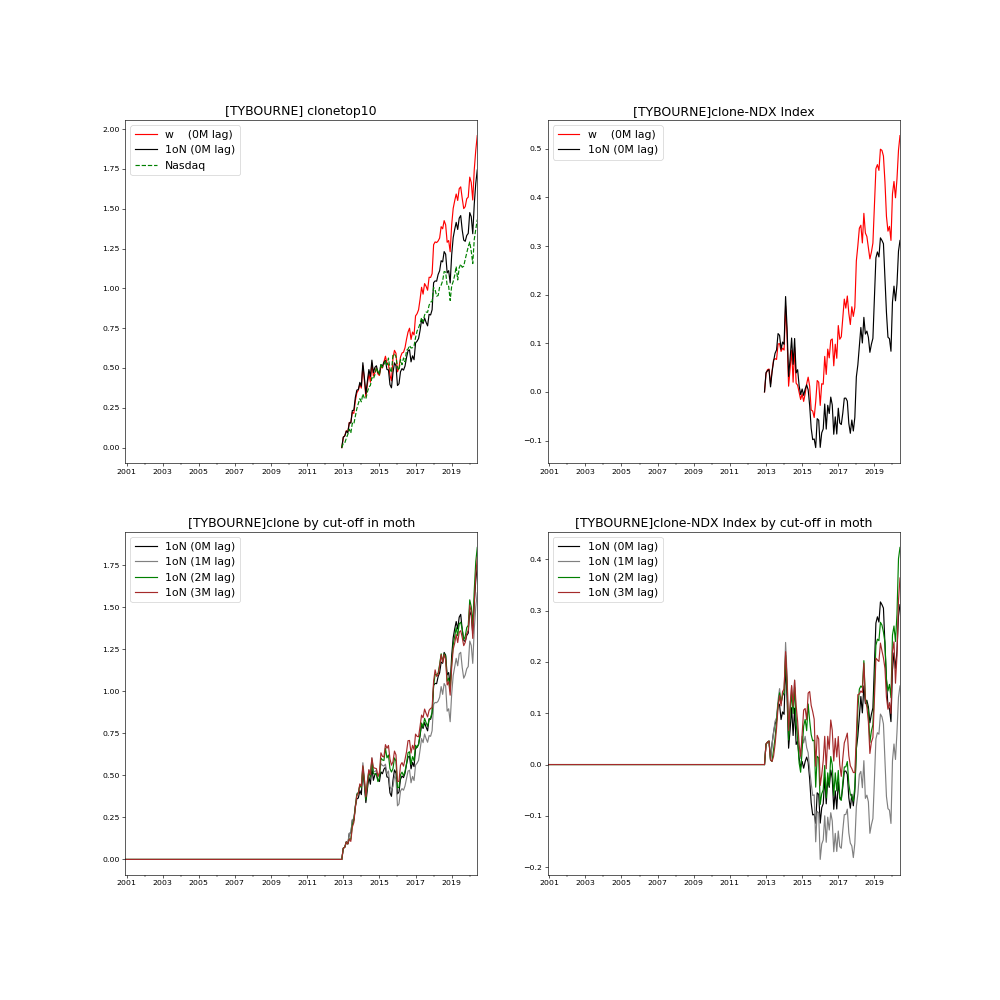 [TYBOURNE] clonetop10
w    (0M lag)
1oN (0M lag)
Nasdaq
2.00
1.75
1.50
1.25
1.00
0.75
0.50
0.25
0.00
2001 2003 2005 2007 2009 2011 2013 2015 2017 2019
[TYBOURNE]clone-NDX Index
w    (0M lag)
1oN (0M lag)
0.5
0.4
0.3
0.2
0.1
0.0
−0.1
2001 2003 2005 2007 2009 2011 2013 2015 2017 2019
[TYBOURNE]clone by cut-off in moth
1oN (0M lag)
1oN (1M lag)
1oN (2M lag)
1oN (3M lag)
1.75
1.50
1.25
1.00
0.75
0.50
0.25
0.00
2001 2003 2005 2007 2009 2011 2013 2015 2017 2019
[TYBOURNE]clone-NDX Index by cut-off in moth
1oN (0M lag)
1oN (1M lag)
1oN (2M lag)
1oN (3M lag)
0.4
0.3
0.2
0.1
0.0
−0.1
−0.2
2001 2003 2005 2007 2009 2011 2013 2015 2017 2019